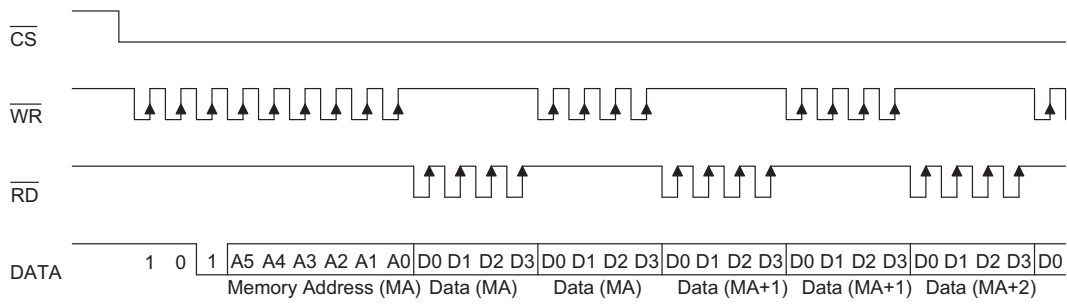 CS
WR
RD
DATA 1 0 1 A5 A4 A3 A2 A1 A0 D0 D1 D2 D3 D0 D1 D2 D3 D0 D1 D2 D3 D0 D1 D2 D3 D0 D1 D2 D3 D0
Memory Address (MA) Data (MA) Data (MA) Data (MA+1) Data (MA+1) Data (MA+2)